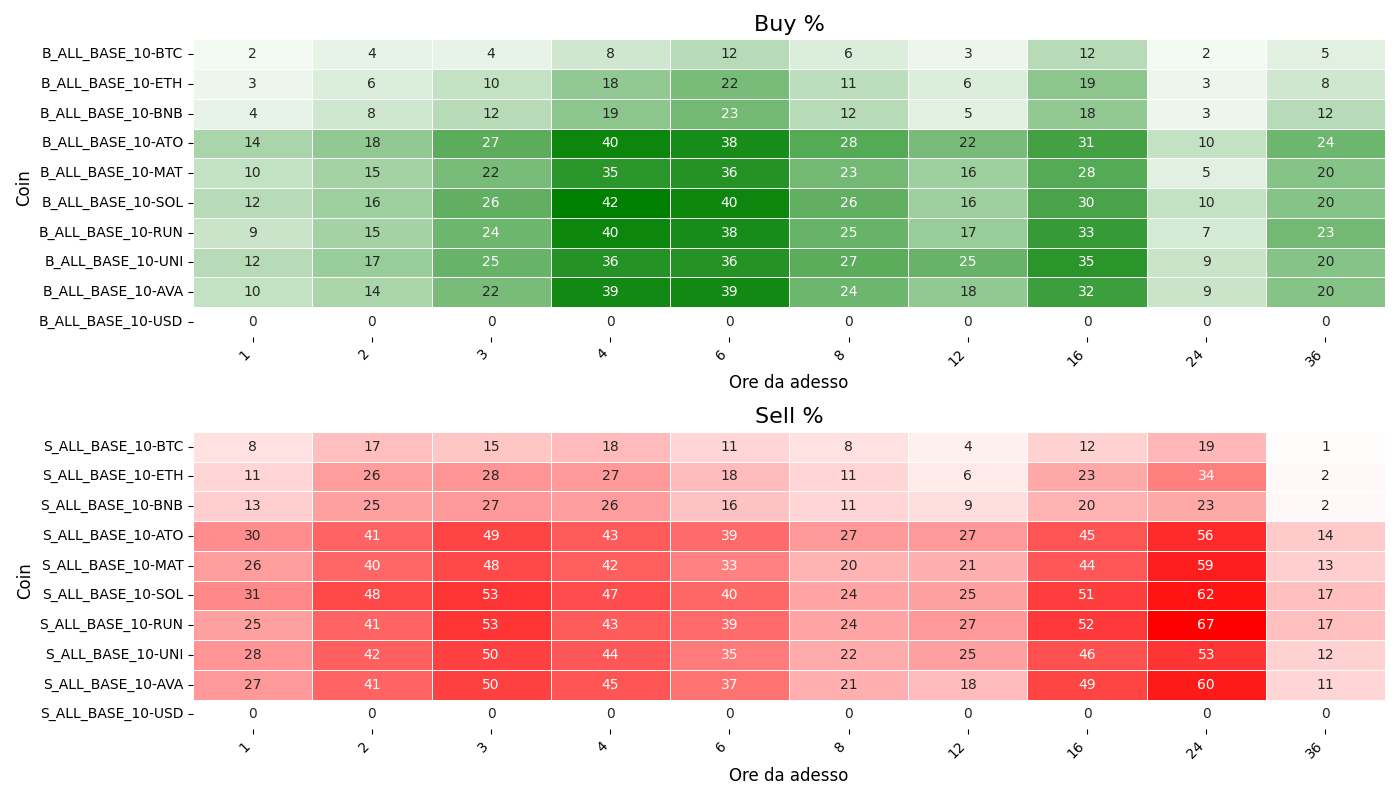 Buy %
Coin
B_ALL_BASE_10-BTC 2 4 4 8 12 6 3 12 2 5
B_ALL_BASE_10-ETH 3 6 10 18 22 11 6 19 3 8
B_ALL_BASE_10-BNB 4 8 12 19 23 12 5 18 3 12
B_ALL_BASE_10-ATO 14 18 27 40 38 28 22 31 10 24
B_ALL_BASE_10-MAT 10 15 22 35 36 23 16 28 5 20
B_ALL_BASE_10-SOL 12 16 26 42 40 26 16 30 10 20
B_ALL_BASE_10-RUN 9 15 24 40 38 25 17 33 7 23
B_ALL_BASE_10-UNI 12 17 25 36 36 27 25 35 9 20
B_ALL_BASE_10-AVA 10 14 22 39 39 24 18 32 9 20
B_ALL_BASE_10-USD 0 0 0 0 0 0 0 0 0 0
1 2 3 4 6 8 12 16 24 36
Ore da adesso
Sell %
Coin
S_ALL_BASE_10-BTC 8 17 15 18 11 8 4 12 19 1
S_ALL_BASE_10-ETH 11 26 28 27 18 11 6 23 34 2
S_ALL_BASE_10-BNB 13 25 27 26 16 11 9 20 23 2
S_ALL_BASE_10-ATO 30 41 49 43 39 27 27 45 56 14
S_ALL_BASE_10-MAT 26 40 48 42 33 20 21 44 59 13
S_ALL_BASE_10-SOL 31 48 53 47 40 24 25 51 62 17
S_ALL_BASE_10-RUN 25 41 53 43 39 24 27 52 67 17
S_ALL_BASE_10-UNI 28 42 50 44 35 22 25 46 53 12
S_ALL_BASE_10-AVA 27 41 50 45 37 21 18 49 60 11
S_ALL_BASE_10-USD 0 0 0 0 0 0 0 0 0 0
1 2 3 4 6 8 12 16 24 36
Ore da adesso